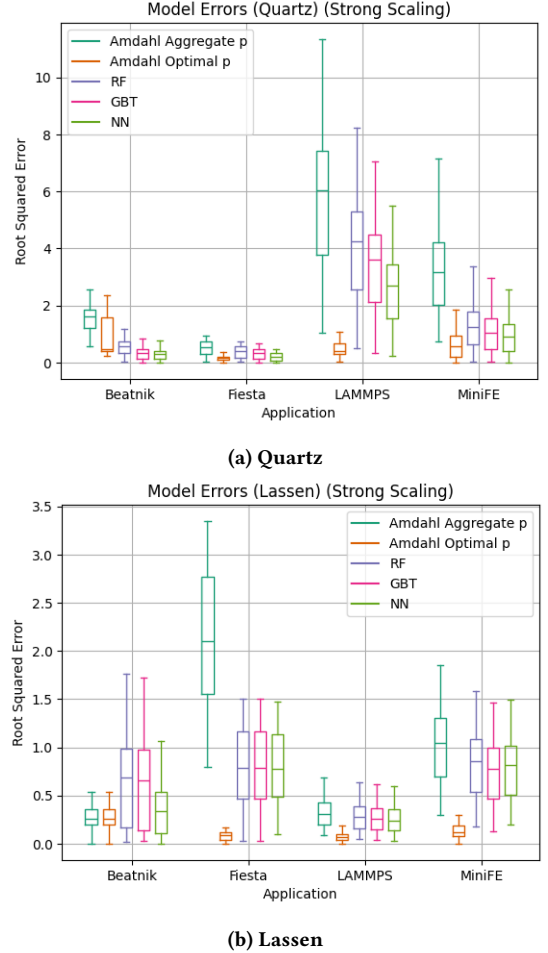 Model Errors (Quartz) (Strong Scaling)
Amdahl Aggregate p
Amdahl Optimal p
RF
GBT
NN
Root Squared Error
10
8
6
4
2
0
Beatnik Fiesta LAMMPS MiniFE
Application
(a) Quartz
Model Errors (Lassen) (Strong Scaling)
Amdahl Aggregate p
Amdahl Optimal p
RF
GBT
NN
Root Squared Error
3.5
3.0
2.5
2.0
1.5
1.0
0.5
0.0
Beatnik Fiesta LAMMPS MiniFE
Application
(b) Lassen